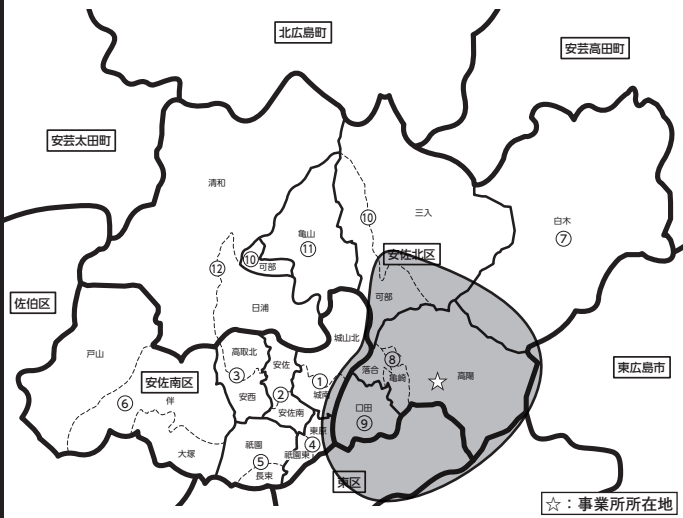 北広島町
安芸高田町
安芸太田町
清和
三入
⑩
白木
⑦
亀山
⑪
安佐北区
⑩
可部
⑫
可部
佐伯区
日浦
城山北
戸山
高取北
安佐
落合
⑧
亀崎
☆
高陽
東広島市
安佐南区
③
①
城南
②
安西
安佐南
伴
⑥
口田
⑨
東原
④
祇園
祇園東
大塚
⑤
長束
東区
☆：事業所所在地